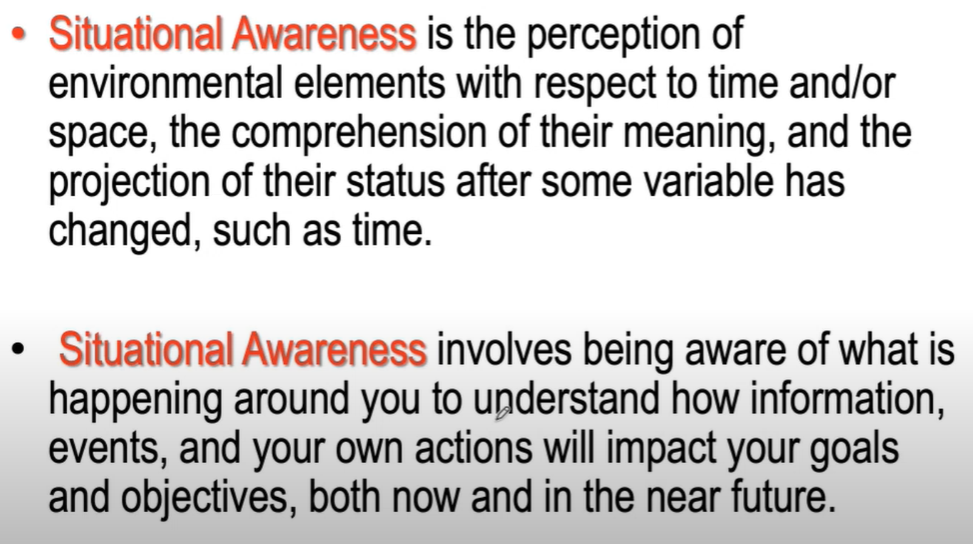 • Situational Awareness is the perception of
environmental elements with respect to time and/or
space, the comprehension of their meaning, and the
projection of their status after some variable has
changed, such as time.
• Situational Awareness involves being aware of what is
happening around you to understand how information,
events, and your own actions will impact your goals
and objectives, both now and in the near future.